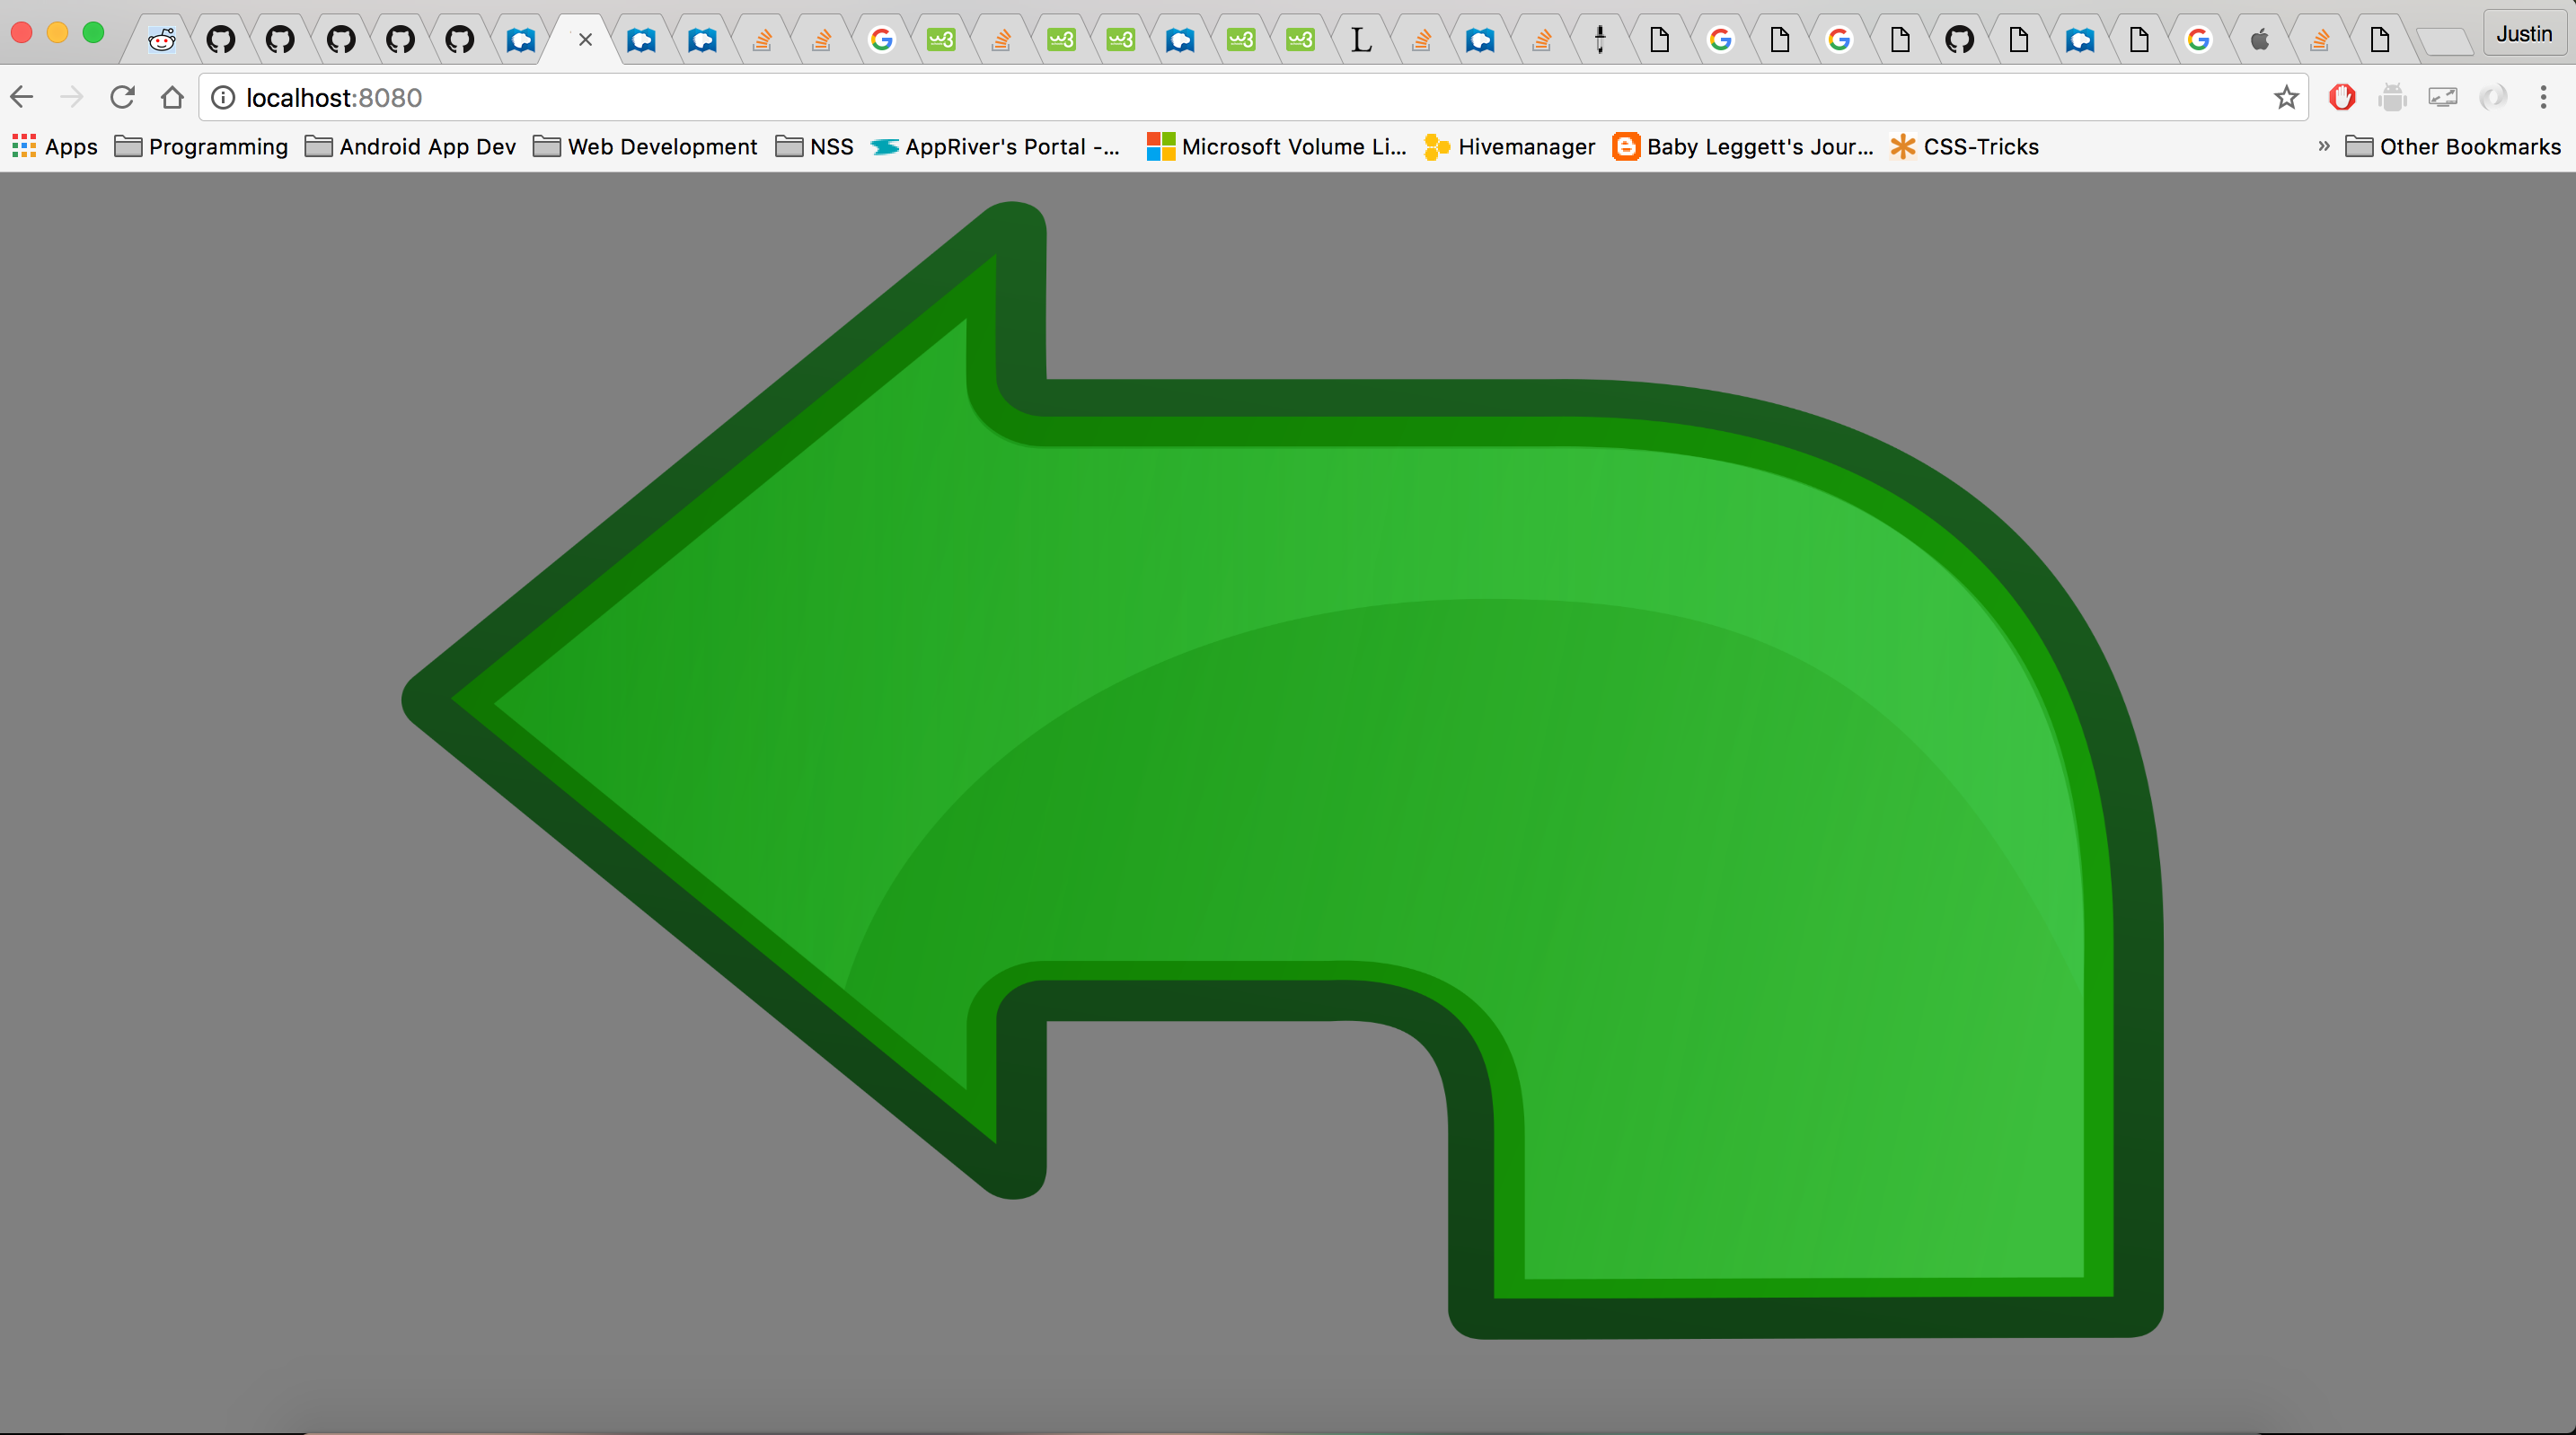 Justin
localhost:8080
Apps Programming Android App Dev Web Development NSS AppRiver's Portal -... Microsoft Volume Li... Hivemanager Baby Leggett's Jour... CSS-Tricks » Other Bookmarks